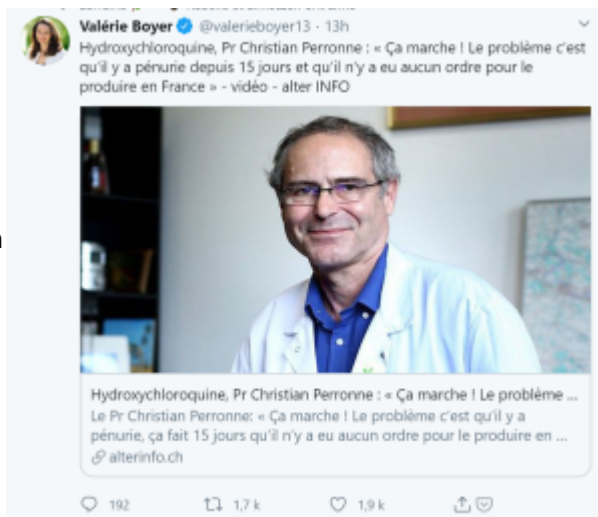 Valérie Boyer @valerieboyer13 · 13h
Hydroxychloroquine, Pr Christian Perronne : « Ça marche ! Le problème c'est
qu'il y a pénurie depuis 15 jours et qu'il n'y a eu aucun ordre pour le
produire en France » - vidéo - alter INFO
Hydroxychloroquine, Pr Christian Perronne : « Ça marche ! Le problème ...
Le Pr Christian Perronne: « Ça marche ! Le problème c'est qu'il y a
pénurie, ça fait 15 jours qu'il n'y a eu aucun ordre pour le produire en ...
alterinfo.ch
192 1,7 k 1,9 k